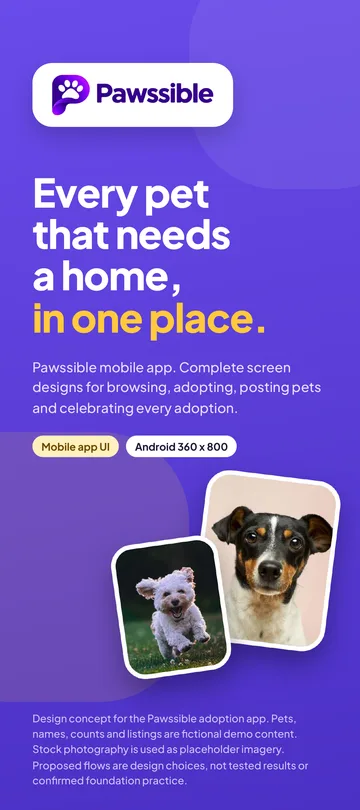 Pawssible
Every pet
that needs
a home,
in one place.
Pawssible mobile app. Complete screen
designs for browsing, adopting, posting pets
and celebrating every adoption.
Mobile app UI Android 360 x 800
Design concept for the Pawssible adoption app. Pets,
names, counts and listings are fictional demo content.
Stock photography is used as placeholder imagery.
Proposed flows are design choices, not tested results or
confirmed foundation practice.